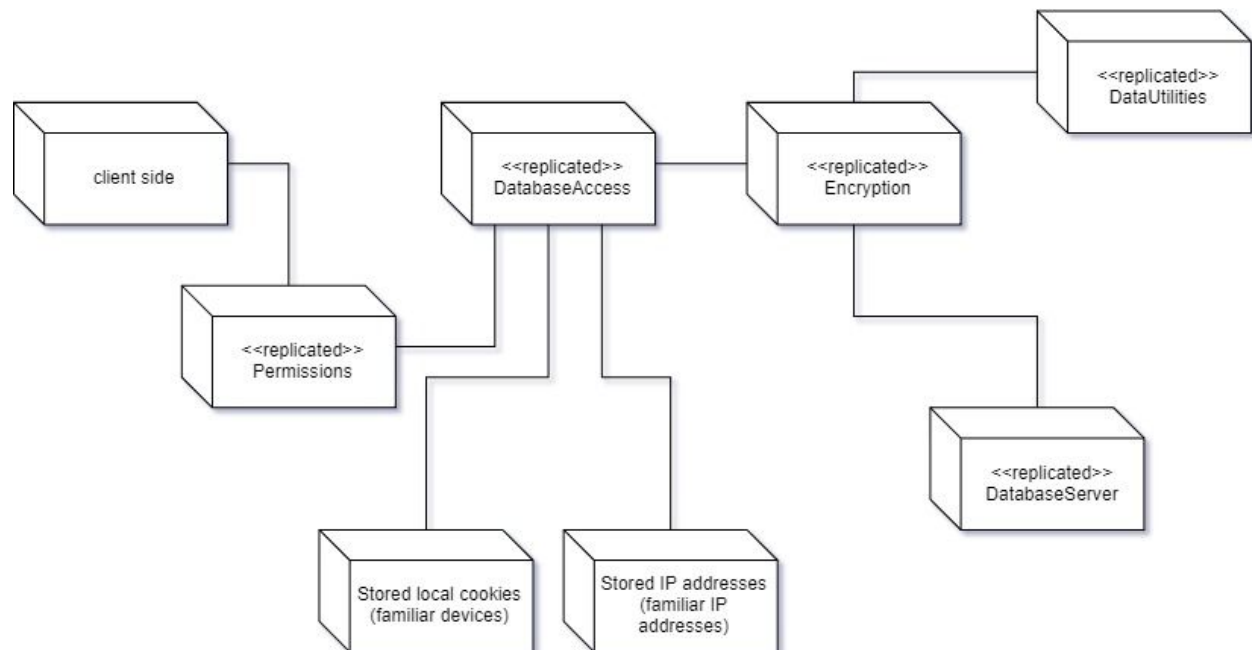 <<replicated>>
DataUtilities
client side
<<replicated>>
DatabaseAccess
<<replicated>>
Encryption
<<replicated>>
Permissions
<<replicated>>
DatabaseServer
Stored local cookies
(familiar devices)
Stored IP addresses
(familiar IP
addresses)